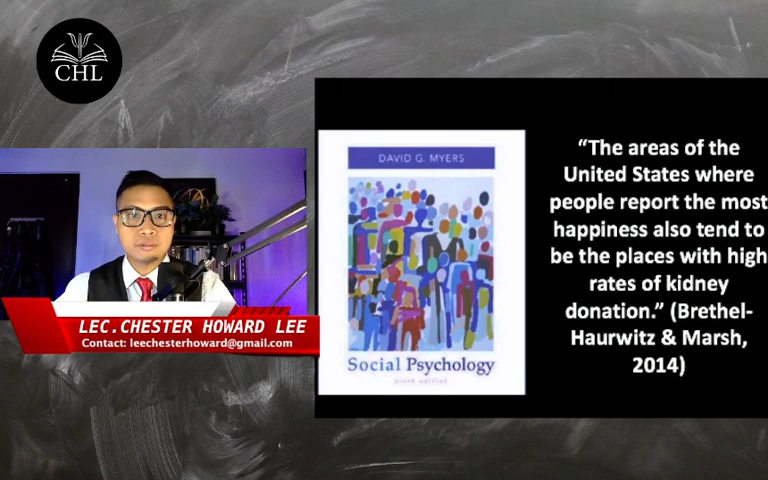 CHL
LEC.CHESTER HOWARD LEE
Contact: leechesterhoward@gmail.com
DAVID G. MYERS
Social Psychology
ninth edition
“The areas of the
United States where
people report the most
happiness also tend to
be the places with high
rates of kidney
donation.” (Brethel-
Haurwitz & Marsh,
2014)